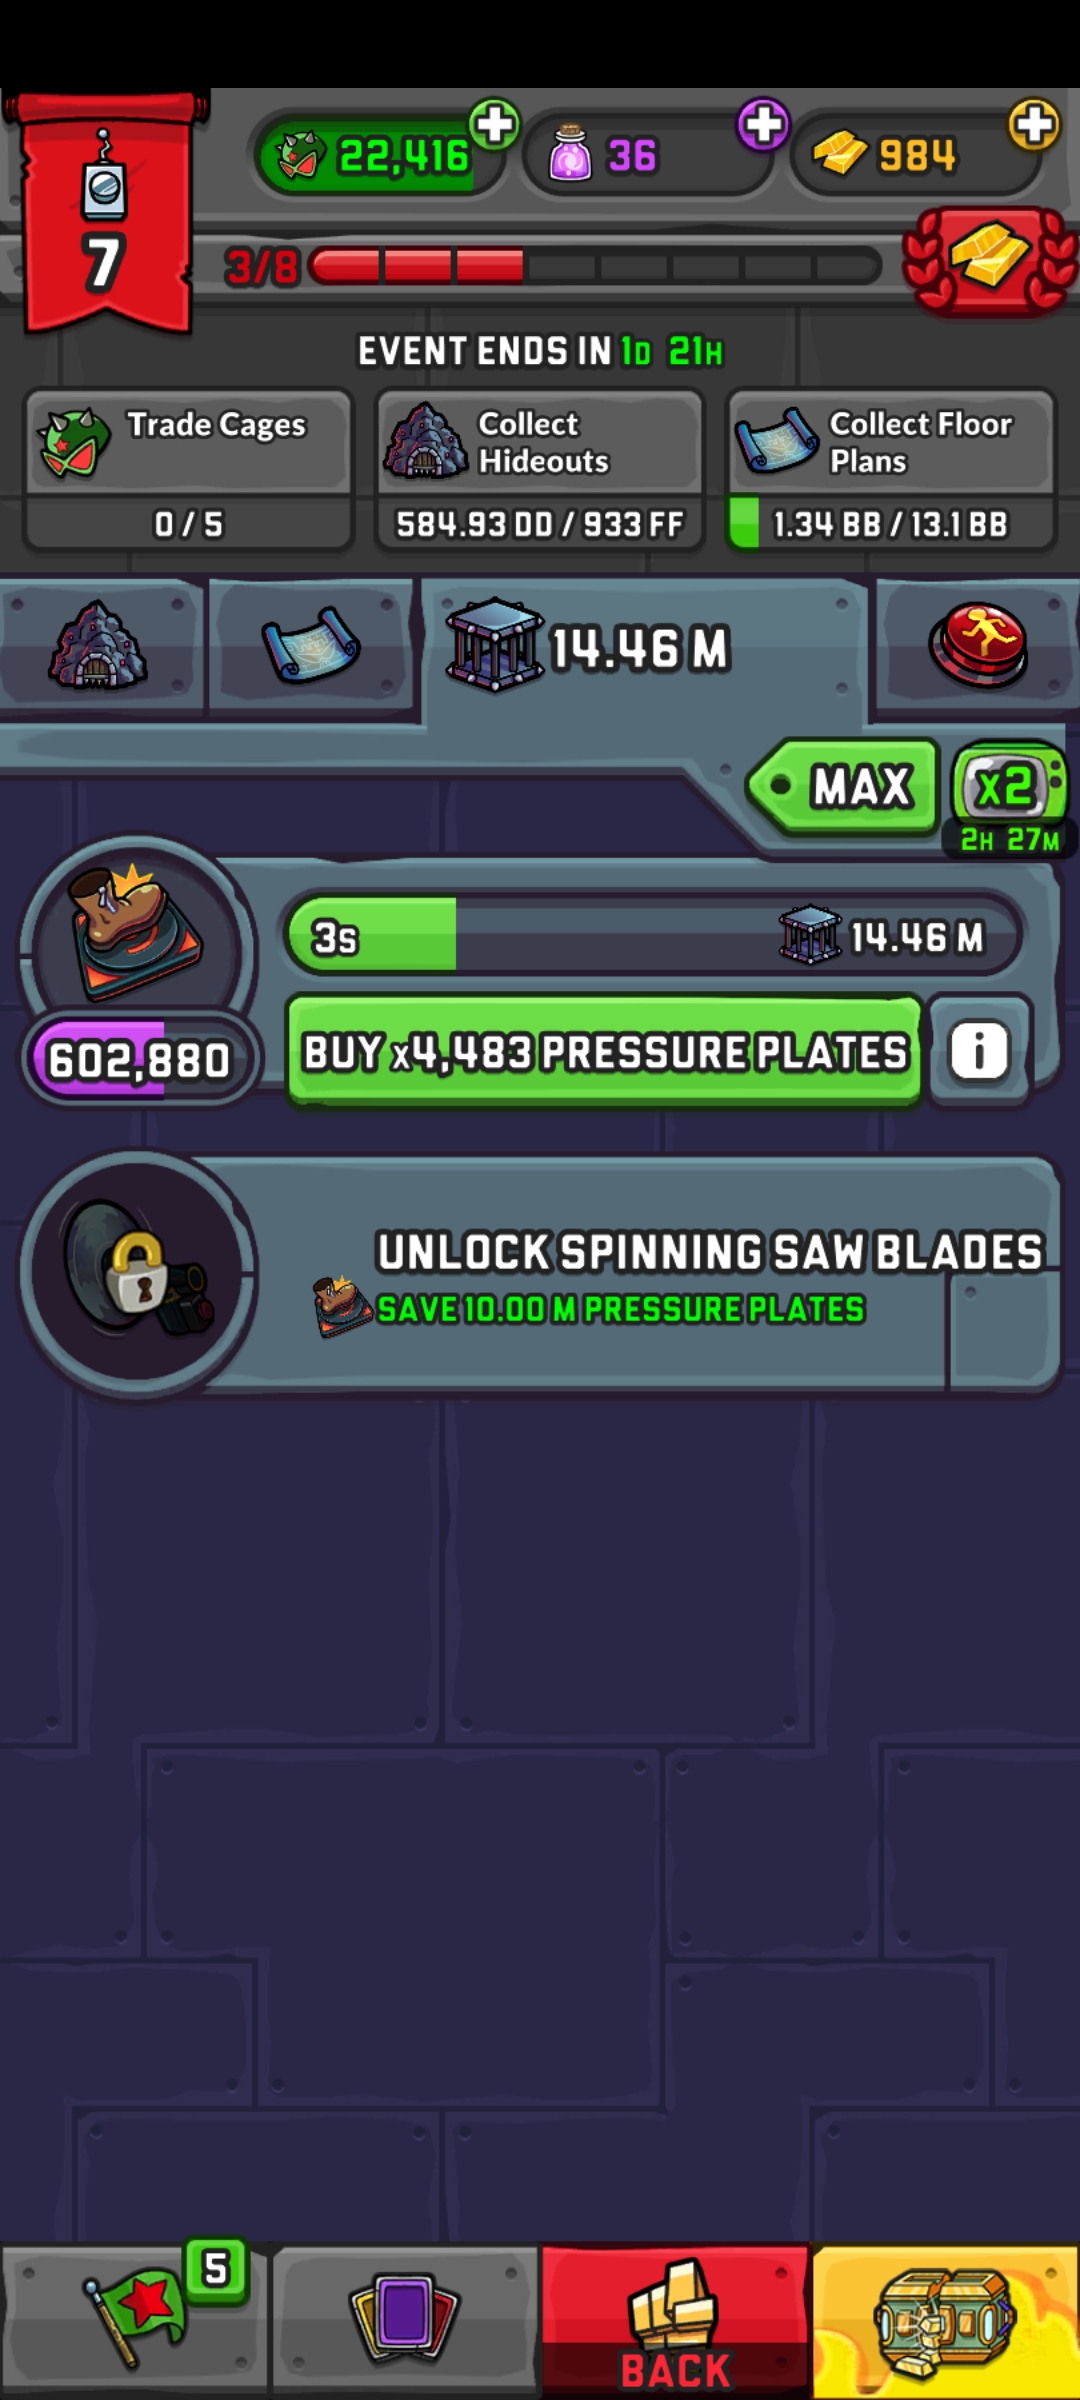 22,416
36
984
7
3/8
EVENT ENDS IN 1D 21H
Trade Cages
0 / 5
Collect
Hideouts
584.93 DD / 933 FF
Collect Floor
Plans
1.34 BB / 13.1 BB
14.46 M
MAX
x2
2H 27M
3s
14.46 M
602,880
BUY x4,483 PRESSURE PLATES
i
UNLOCK SPINNING SAW BLADES
SAVE 10.00 M PRESSURE PLATES
5
BACK